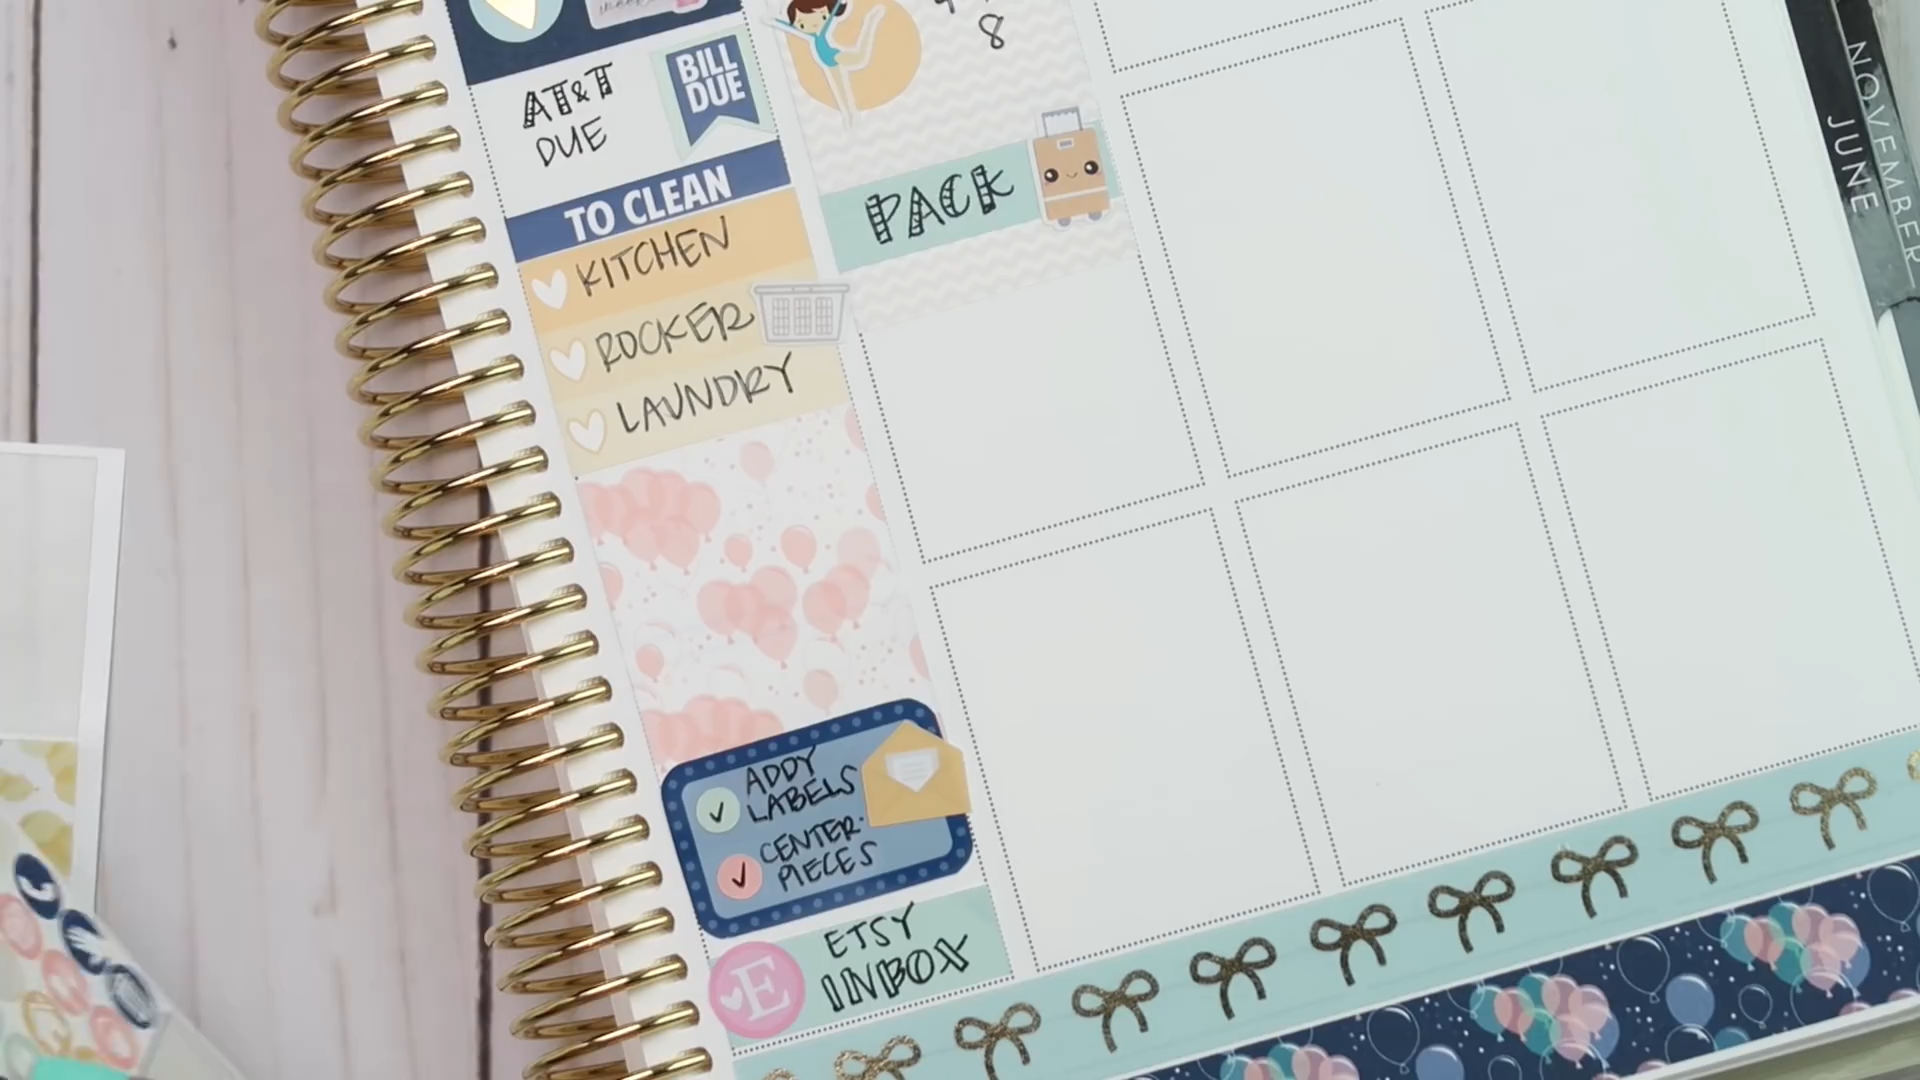 AT&T
DUE
BILL
DUE
TO CLEAN
KITCHEN
ROCKER
LAUNDRY
ADDY
LABELS
CENTER-
PIECES
E
ETSY
INBOX
8
PACK
NOVEMBER
JUNE